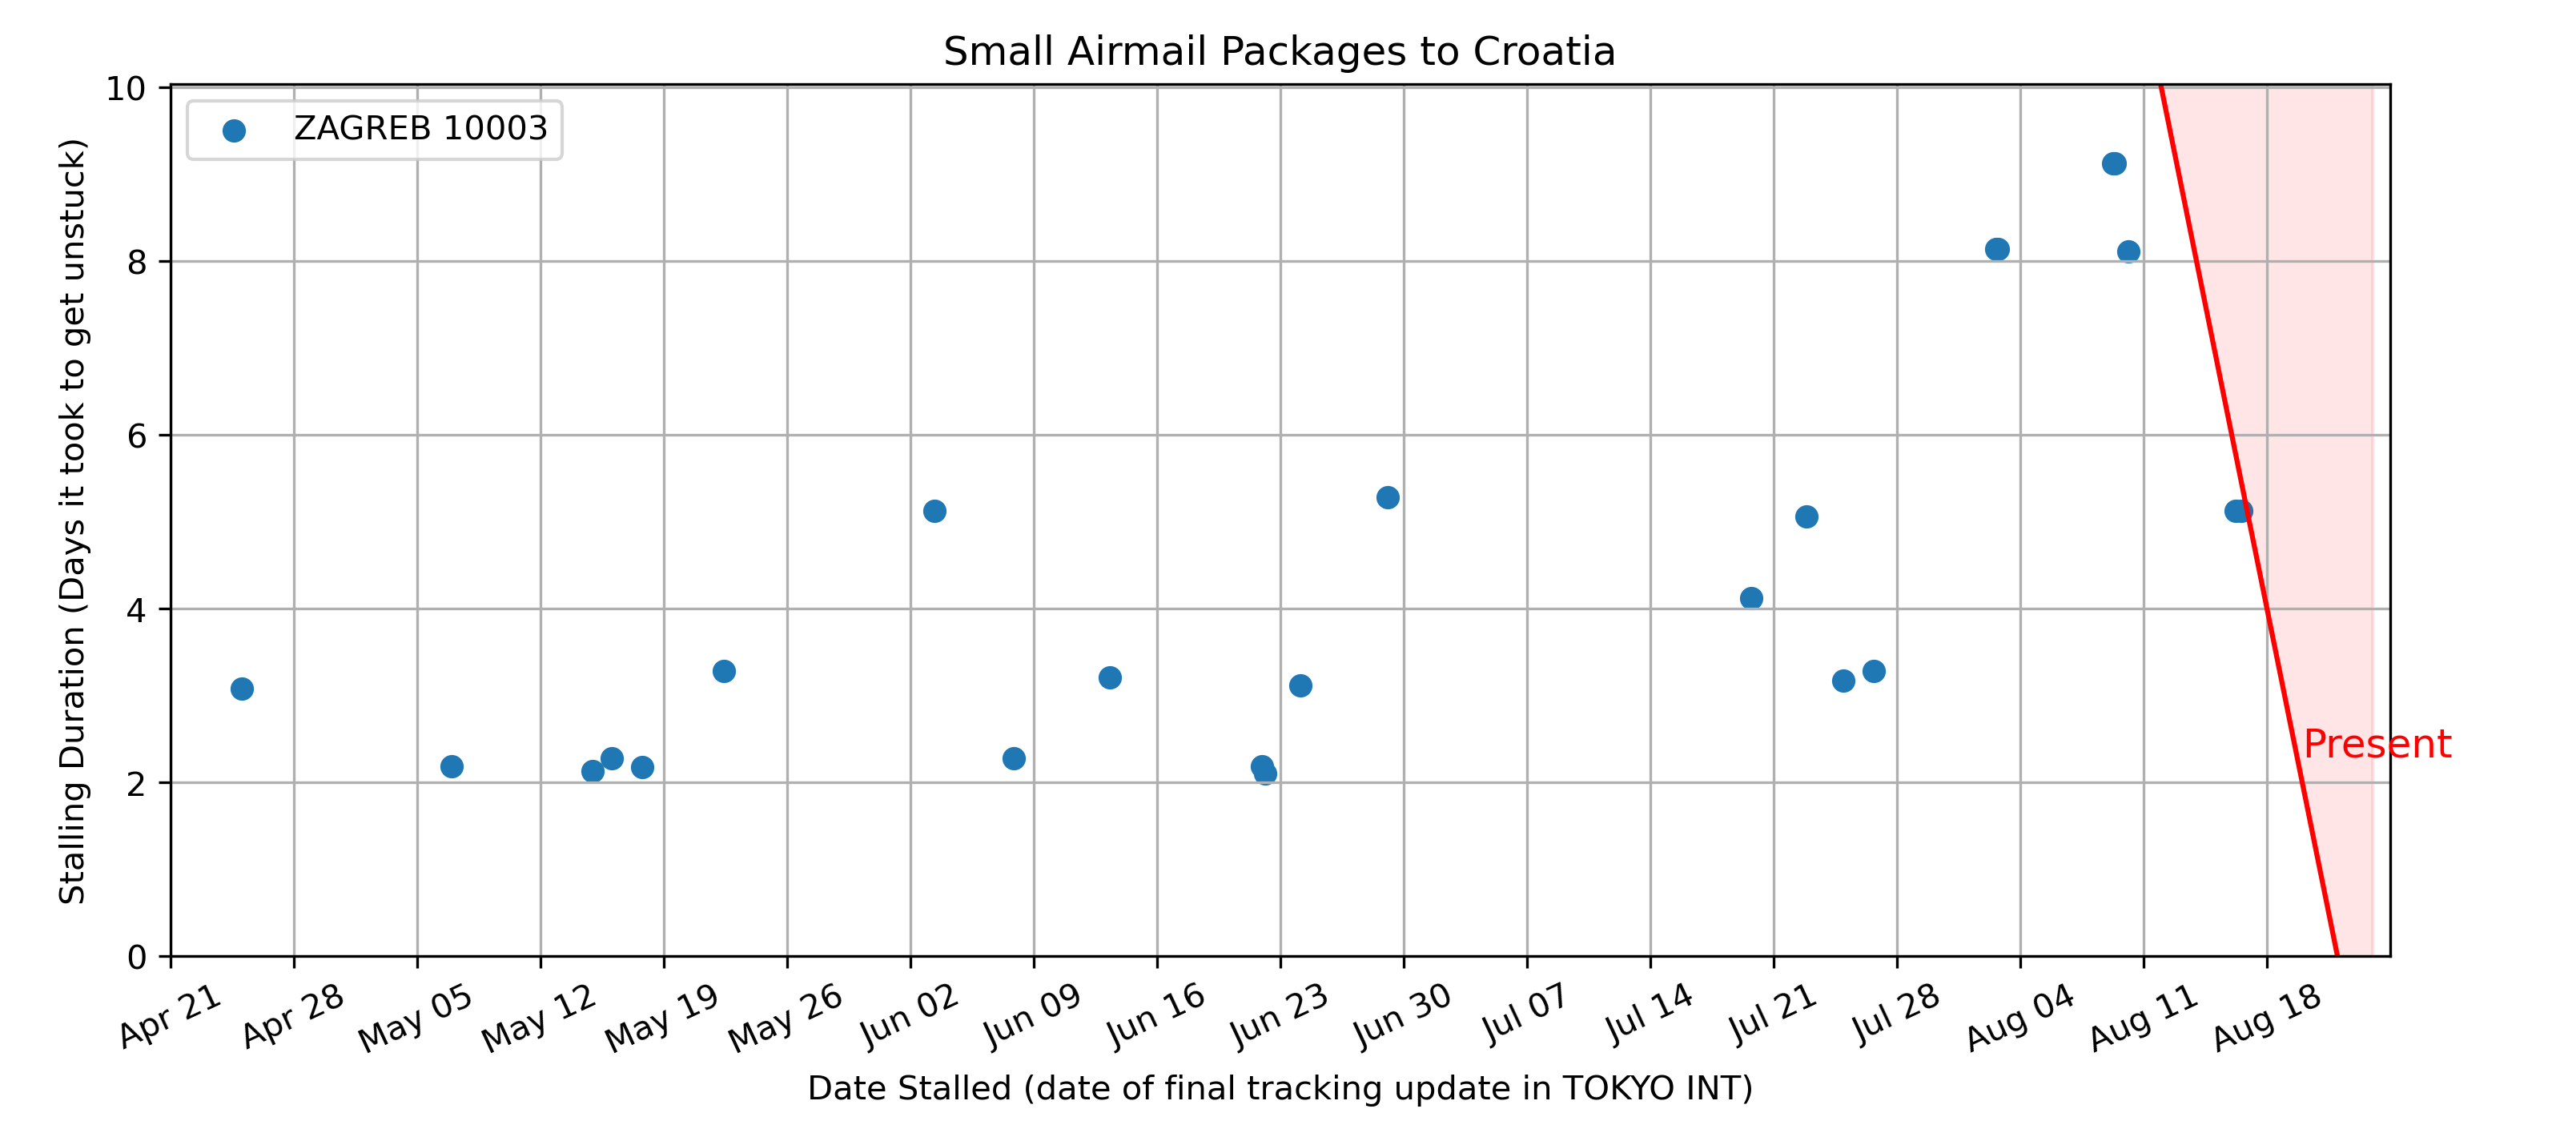 Small Airmail Packages to Croatia
ZAGREB 10003
Stalling Duration (Days it took to get unstuck)
10
8
6
4
2
0
Present
Apr 21
Apr 28
May 05
May 12
May 19
May 26
Jun 02
Jun 09
Jun 16
Jun 23
Jun 30
Jul 07
Jul 14
Jul 21
Jul 28
Aug 04
Aug 11
Aug 18
Date Stalled (date of final tracking update in TOKYO INT)